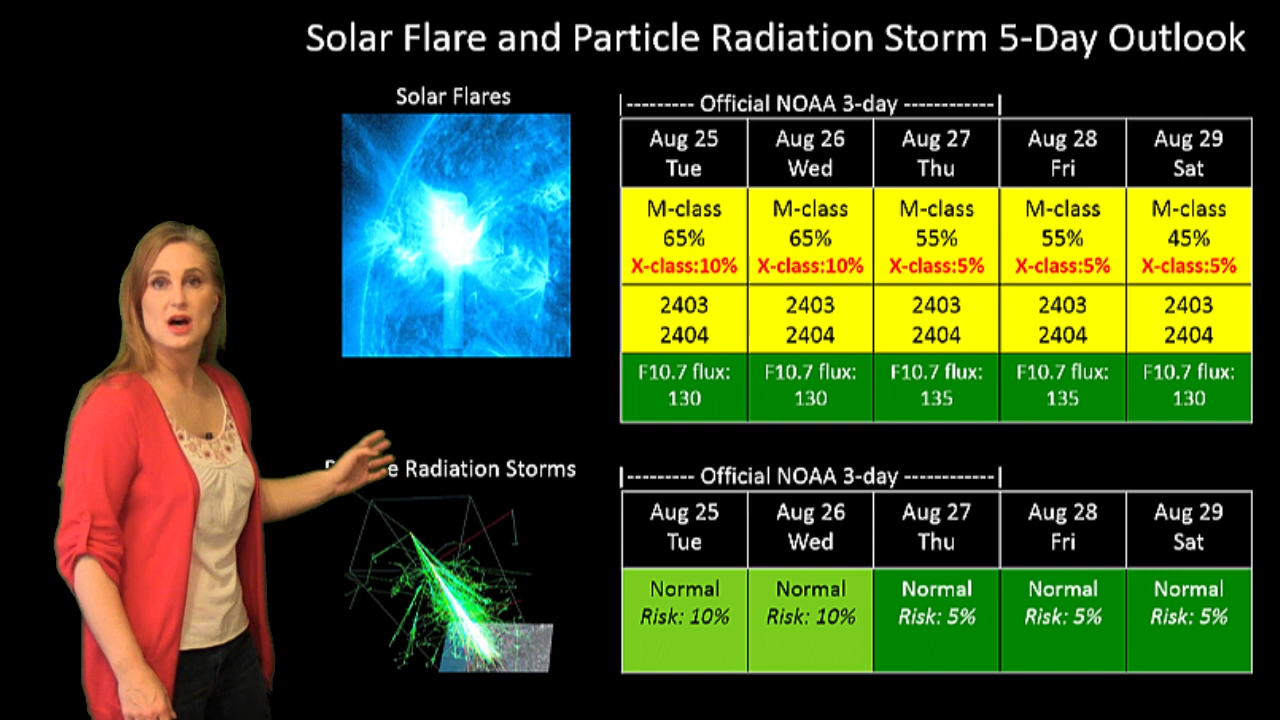 Solar Flare and Particle Radiation Storm 5-Day Outlook
Solar Flares
|--------- Official NOAA 3-day ------------|
Aug 25 Aug 26 Aug 27 Aug 28 Aug 29
Tue Wed Thu Fri Sat
M-class M-class M-class M-class M-class
65% 65% 55% 55% 45%
X-class:10% X-class:10% X-class:5% X-class:5% X-class:5%
2403 2403 2403 2403 2403
2404 2404 2404 2404 2404
F10.7 flux: F10.7 flux: F10.7 flux: F10.7 flux: F10.7 flux:
130 130 135 135 130
Radiation Storms
|--------- Official NOAA 3-day ------------|
Aug 25 Aug 26 Aug 27 Aug 28 Aug 29
Tue Wed Thu Fri Sat
Normal Normal Normal Normal Normal
Risk: 10% Risk: 10% Risk: 5% Risk: 5% Risk: 5%